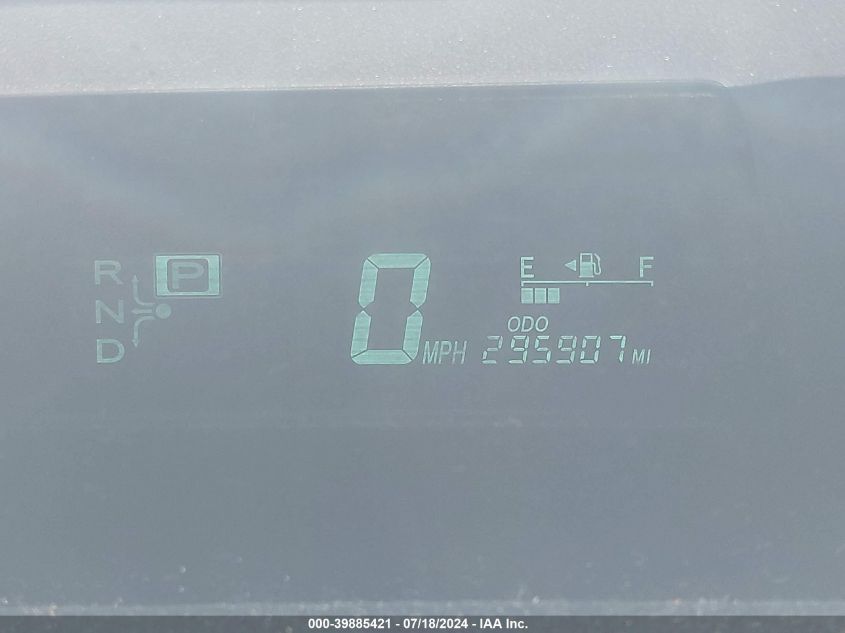 R P
N
D
0 MPH
E F
ODO
295907 MI
000-39885421 - 07/18/2024 - IAA Inc.